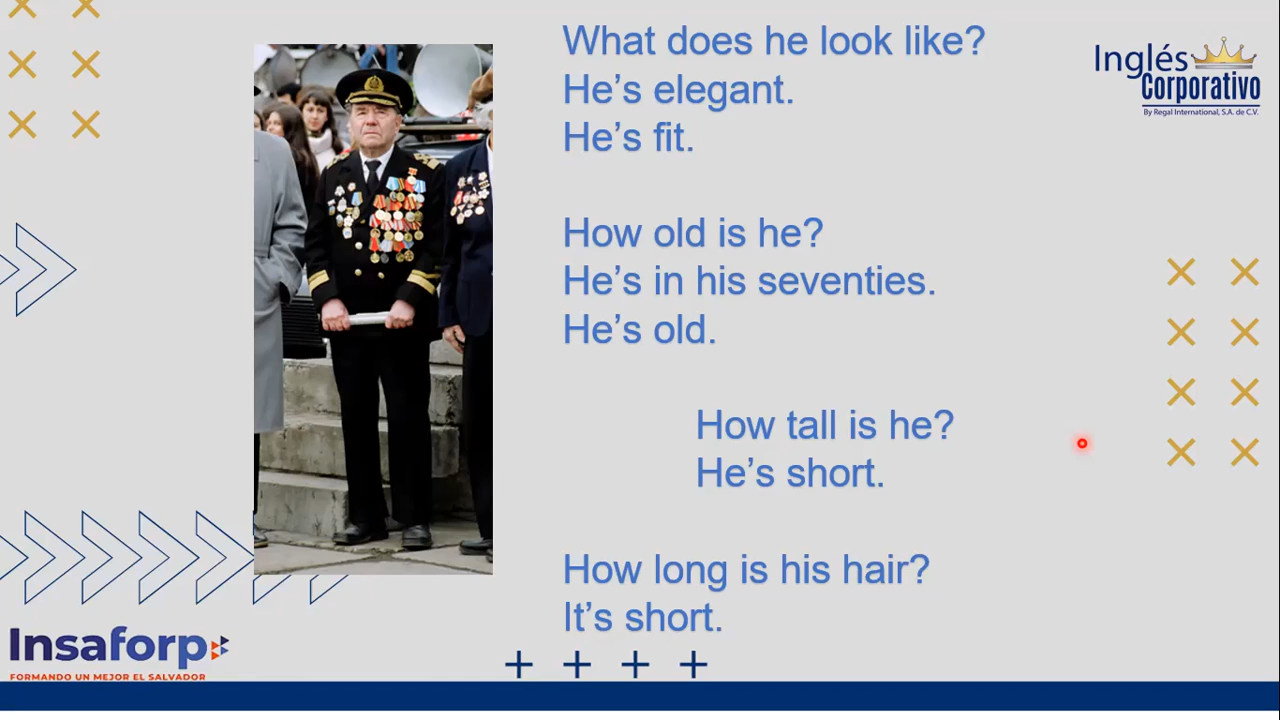 What does he look like?
He's elegant.
He's fit.
How old is he?
He's in his seventies.
He's old.
How tall is he?
He's short.
How long is his hair?
It's short.
Inglés
Corporativo
By Regal International, S.A. de C.V.
Insaforp
FORMANDO UN MEJOR EL SALVADOR